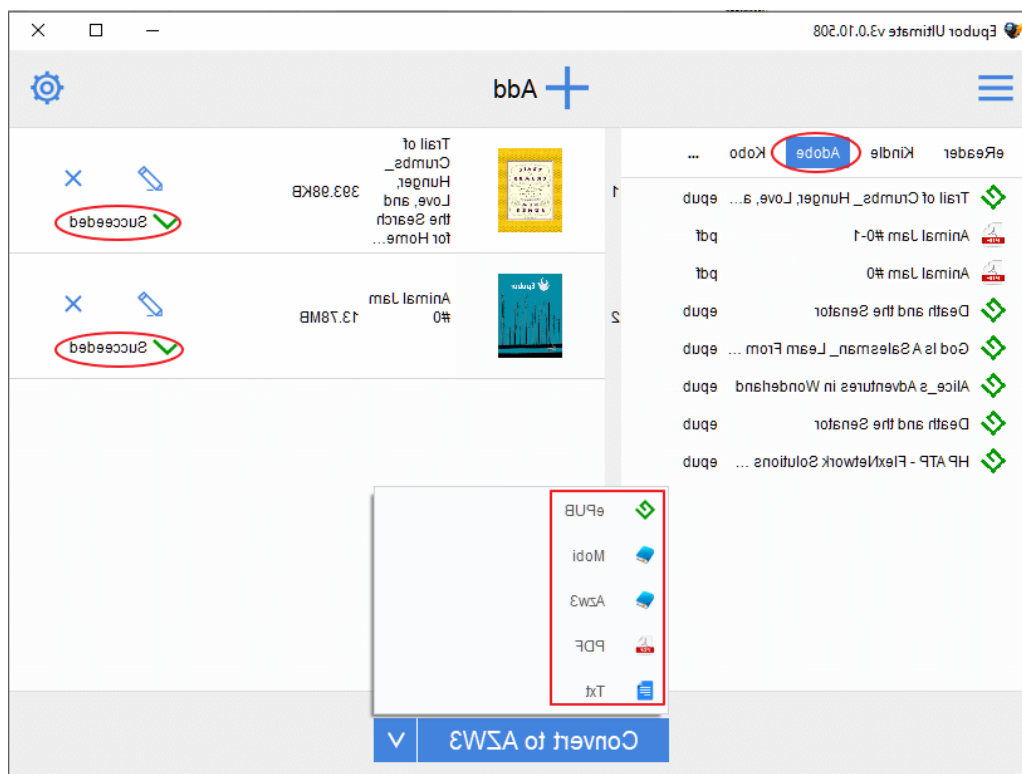 Epubor Ultimate v3.0.10.508
Add
eReader Kindle Adobe Kobo ...
Trail of Crumbs_ Hunger, Love, a... epub
Animal Jam #0-1 pdf
Animal Jam #0 pdf
Death and the Senator epub
God Is A Salesman_ Learn From ... epub
Alice_s Adventures in Wonderland epub
Death and the Senator epub
HP ATP - FlexNetwork Solutions ... epub
1
Trail of
Crumbs_
Hunger,
Love, and
the Search
for Home...
393.98KB
Succeeded
2
Epubor
Animal Jam
#0
13.78MB
Succeeded
ePUB
Mobi
Azw3
PDF
Txt
Convert to AZW3